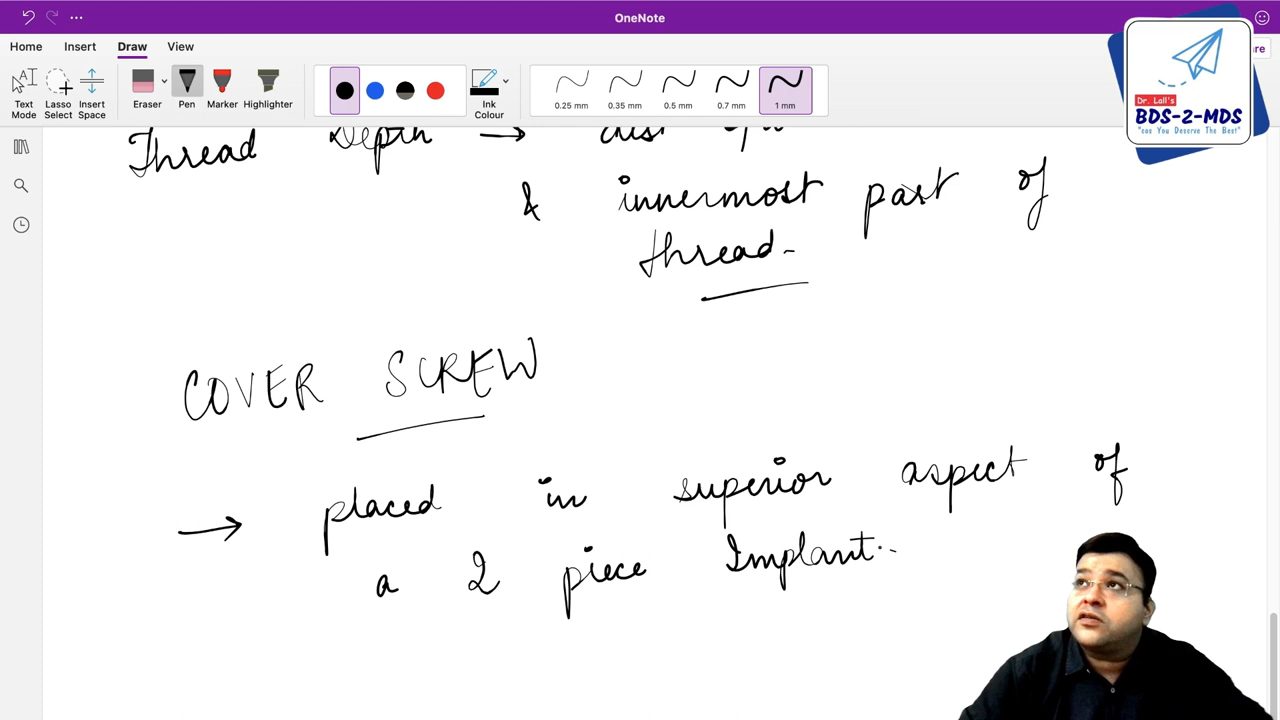 OneNote
Home Insert Draw View
Text Mode
Lasso Select
Insert Space
Eraser
Pen
Marker
Highlighter
Ink Colour
0.25 mm
0.35 mm
0.5 mm
0.7 mm
1 mm
Dr. Lall's
BDS-2-MDS
"cos You Deserve The Best"
Thread Depth →
& innermost part of
thread-
COVER SCREW
→ placed in superior aspect of
a 2 piece Implant..